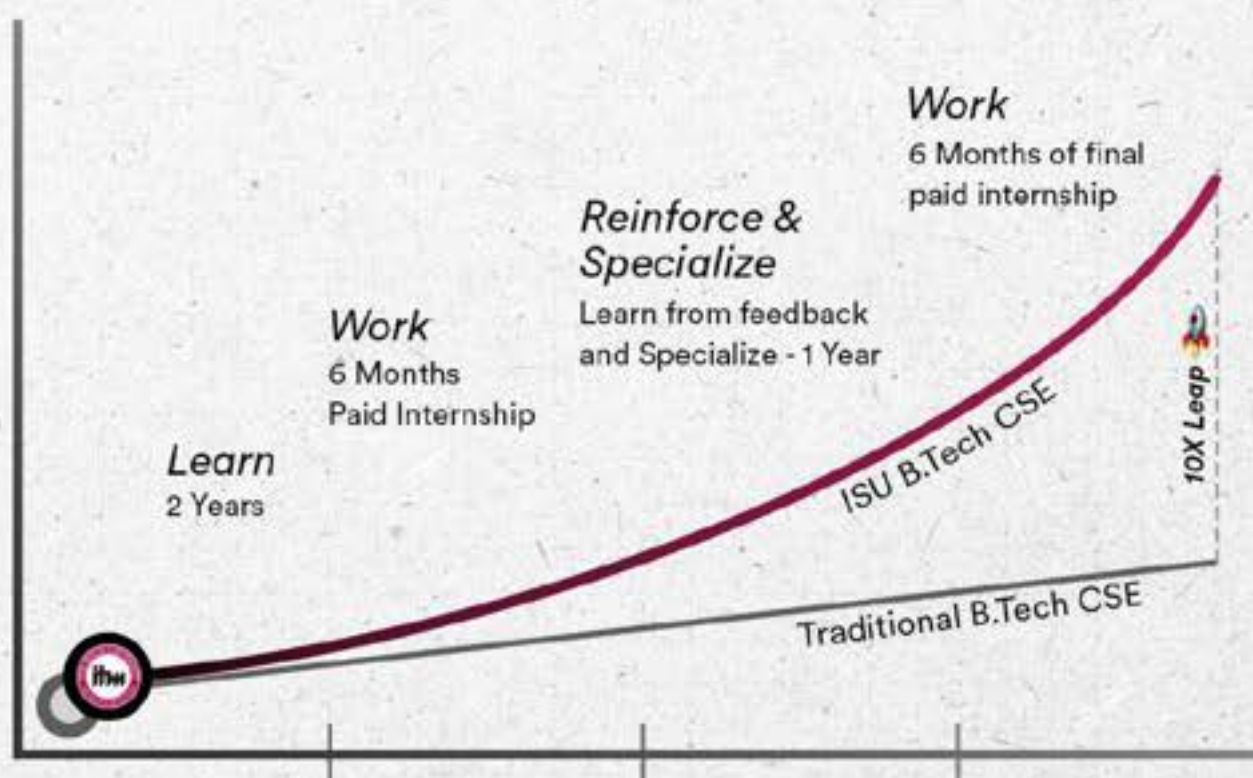 Work
6 Months of final
paid internship
Reinforce &
Specialize
Learn from feedback
and Specialize - 1 Year
Work
6 Months
Paid Internship
Learn
2 Years
ISU B.Tech CSE
10X Leap
Traditional B.Tech CSE